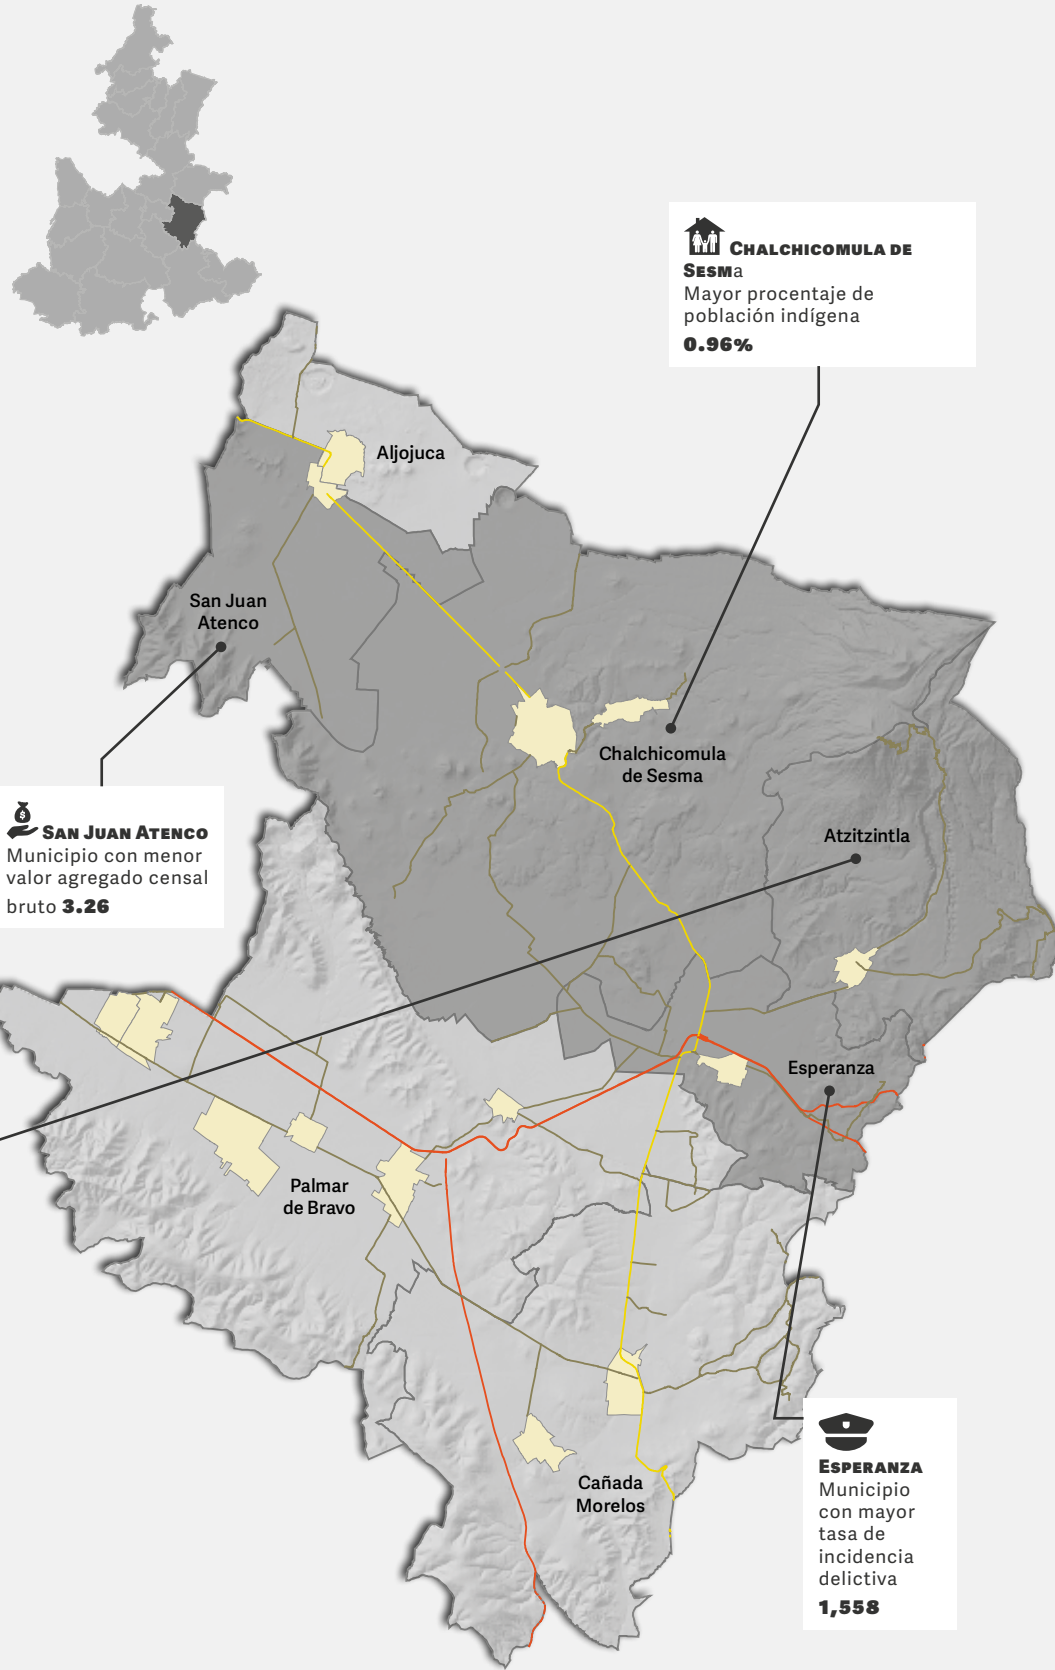 CHALCHICOMULA DE
SESMa
Mayor procentaje de
población indígena
0.96%
Aljojuca
San Juan
Atenco
Chalchicomula
de Sesma
SAN JUAN ATENCO
Municipio con menor
valor agregado censal
bruto 3.26
Atzitzintla
Esperanza
Palmar
de Bravo
Cañada
Morelos
ESPERANZA
Municipio
con mayor
tasa de
incidencia
delictiva
1,558